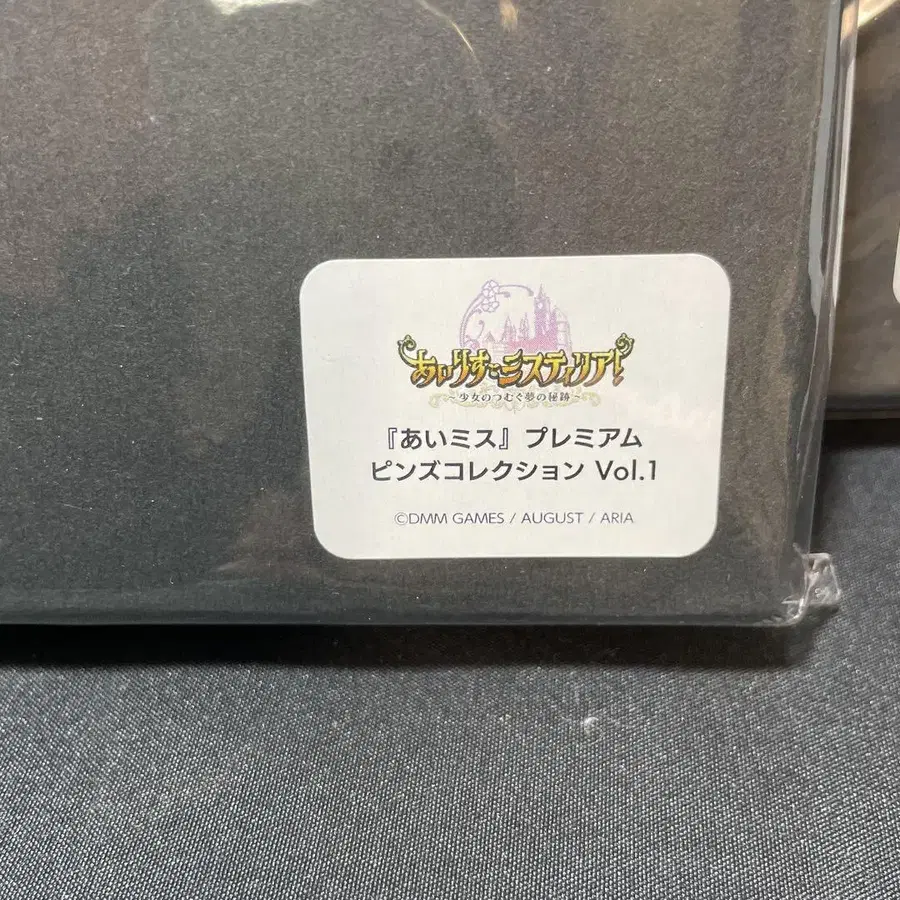 あいりすミスティリア!
~少女のつむぐ夢の秘跡~
『あいミス』プレミアム
ピンズコレクション Vol.1
©DMM GAMES / AUGUST / ARIA